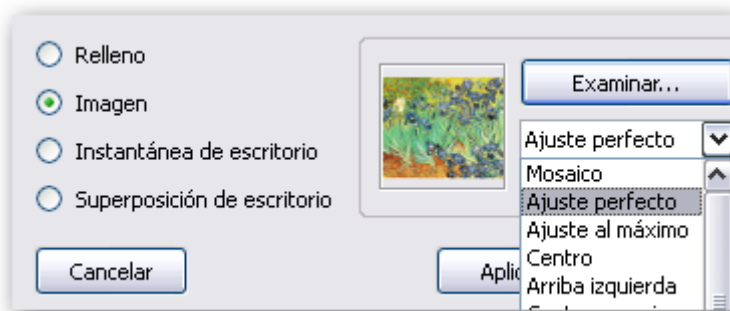 Relleno
Imagen
Instantánea de escritorio
Superposición de escritorio
Examinar...
Ajuste perfecto
Mosaico
Ajuste perfecto
Ajuste al máximo
Centro
Arriba izquierda
Cancelar